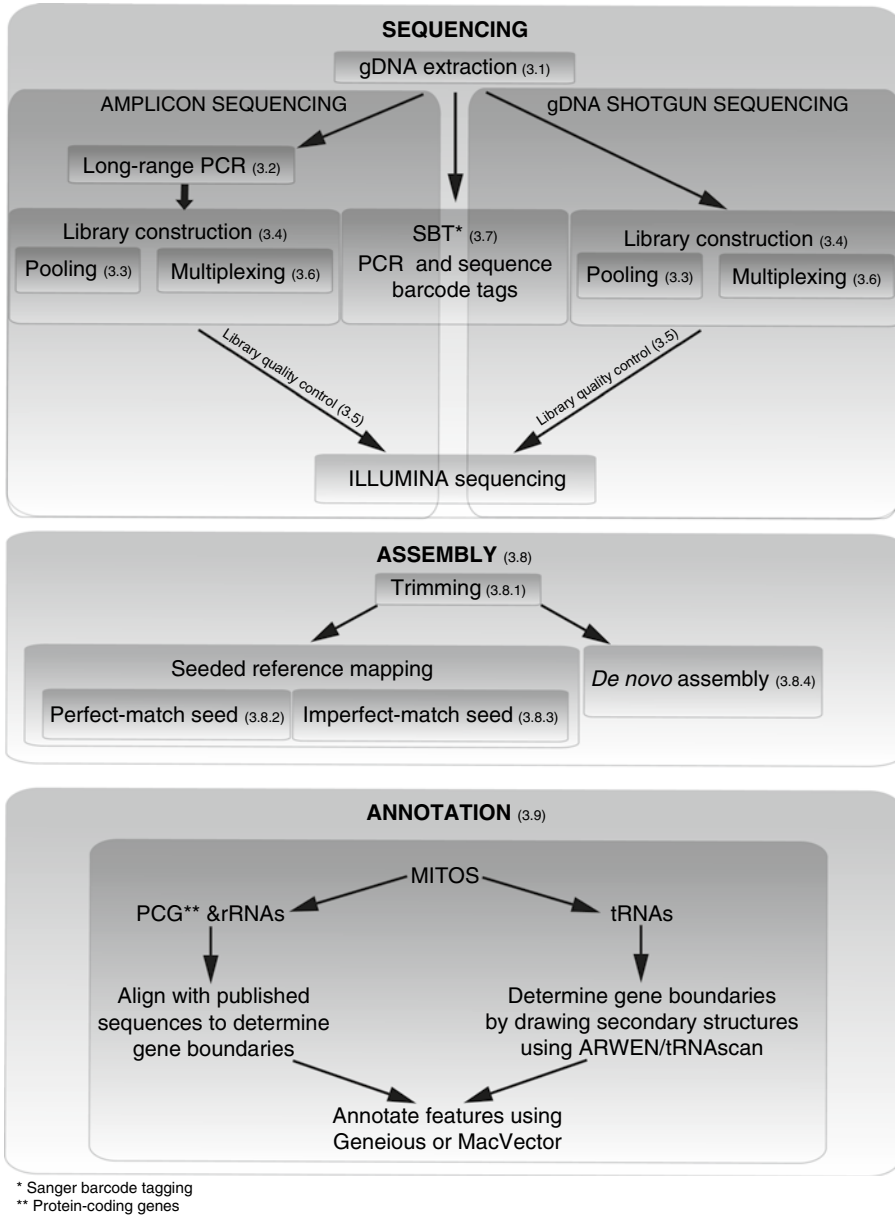 SEQUENCING
gDNA extraction (3.1)
AMPLICON SEQUENCING
gDNA SHOTGUN SEQUENCING
Long-range PCR (3.2)
Library construction (3.4)
Pooling (3.3)
Multiplexing (3.6)
SBT* (3.7)
PCR and sequence
barcode tags
Library construction (3.4)
Pooling (3.3)
Multiplexing (3.6)
Library quality control (3.5)
Library quality control (3.5)
ILLUMINA sequencing
ASSEMBLY (3.8)
Trimming (3.8.1)
Seeded reference mapping
Perfect-match seed (3.8.2)
Imperfect-match seed (3.8.3)
De novo assembly (3.8.4)
ANNOTATION (3.9)
MITOS
PCG** &rRNAs
tRNAs
Align with published
sequences to determine
gene boundaries
Determine gene boundaries
by drawing secondary structures
using ARWEN/tRNAscan
Annotate features using
Geneious or MacVector
* Sanger barcode tagging
** Protein-coding genes